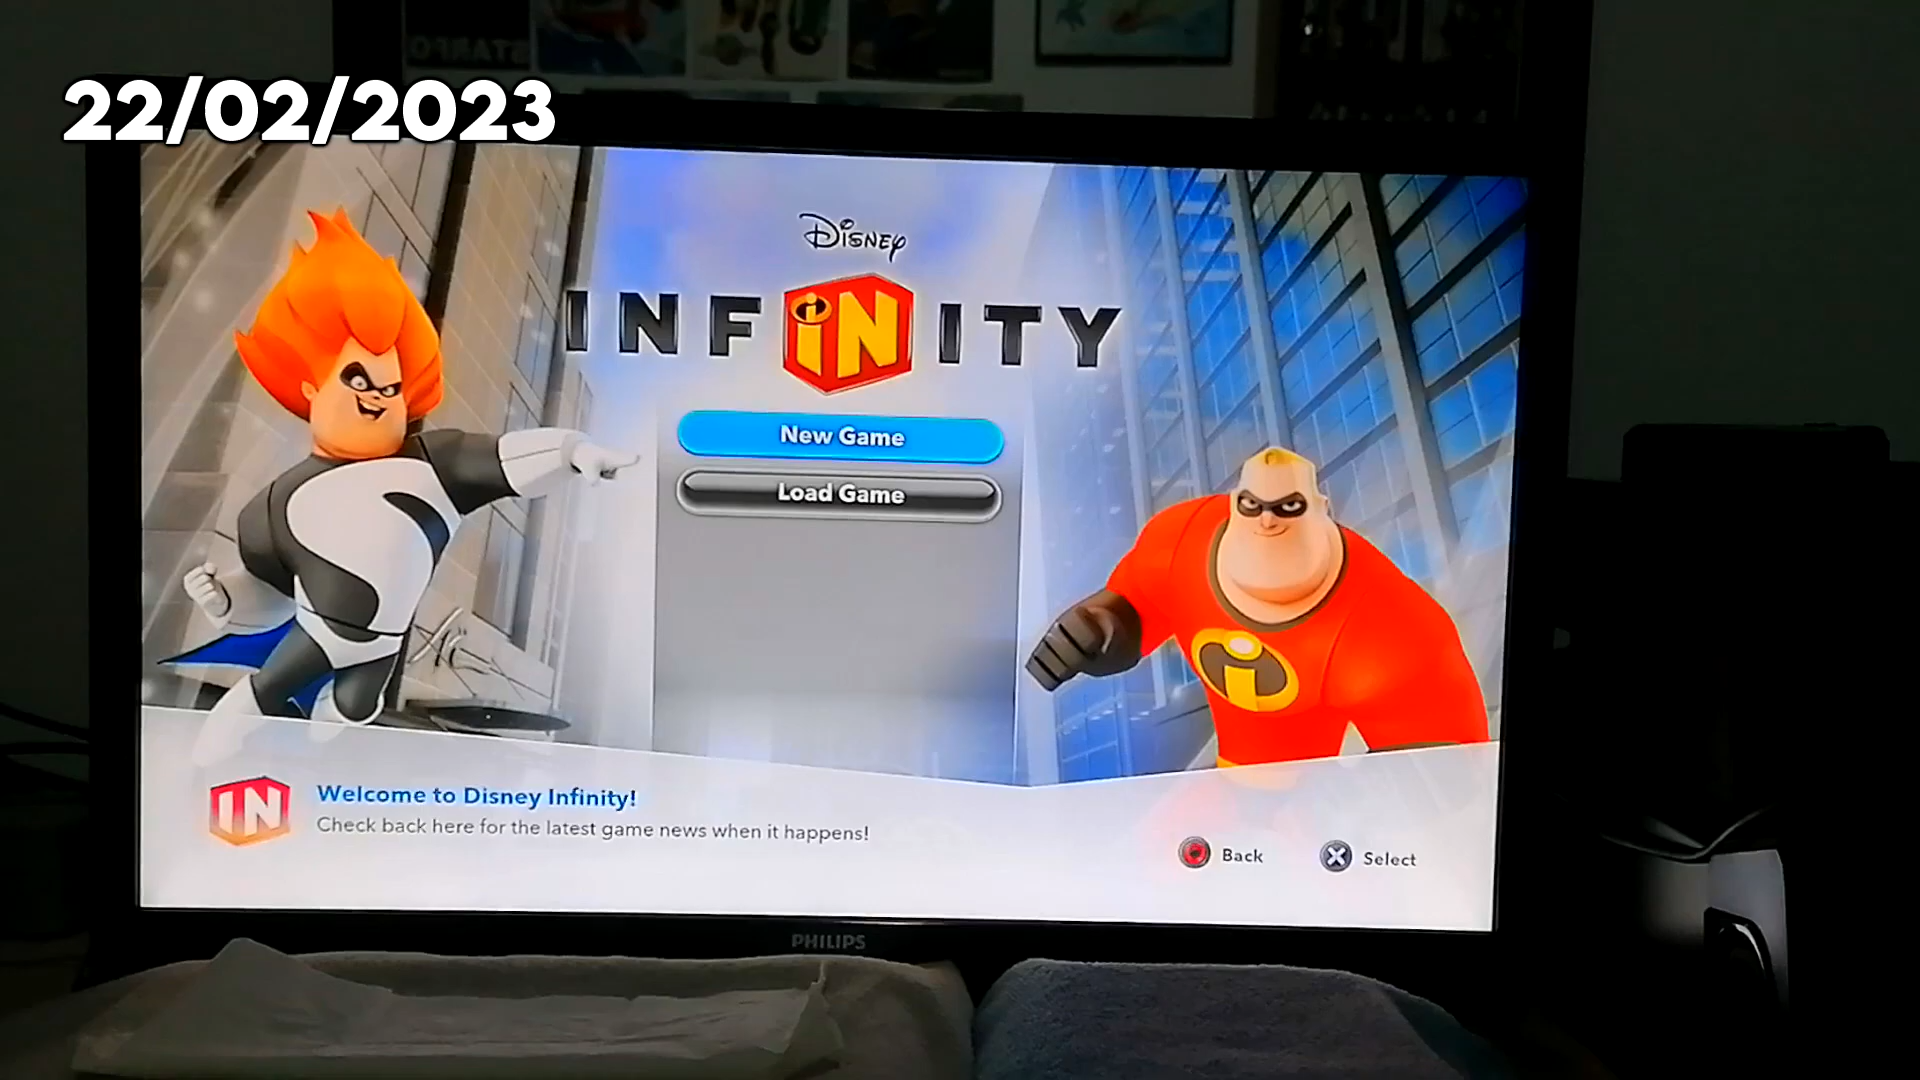 STARFO
22/02/2023
Disney
INFINITY
New Game
Load Game
IN
Welcome to Disney Infinity!
Check back here for the latest game news when it happens!
Back
Select
PHILIPS